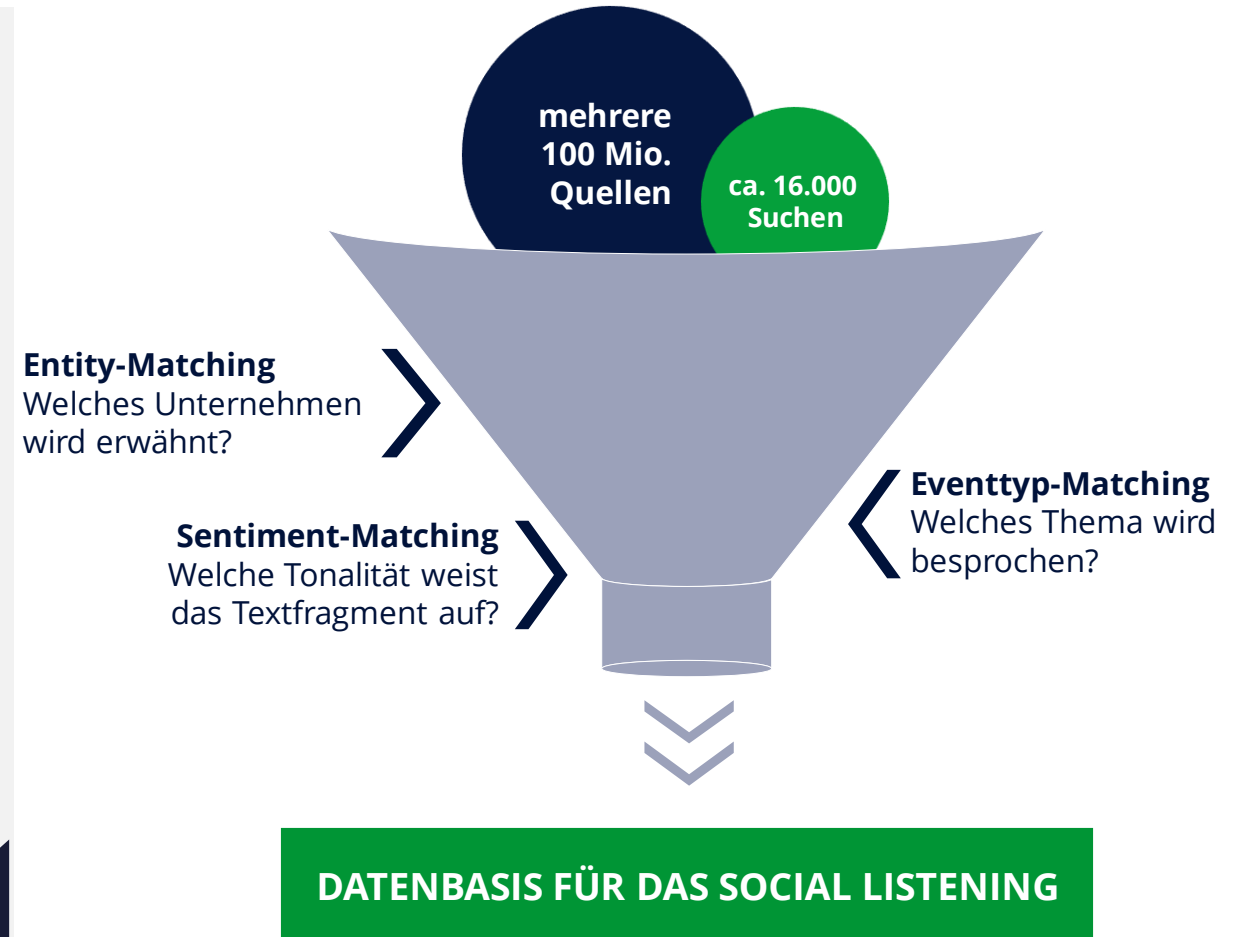 mehrere
100 Mio.
Quellen
ca. 16.000
Suchen
Entity-Matching
Welches Unternehmen
wird erwähnt?
Eventtyp-Matching
Welches Thema wird
besprochen?
Sentiment-Matching
Welche Tonalität weist
das Textfragment auf?
DATENBASIS FÜR DAS SOCIAL LISTENING